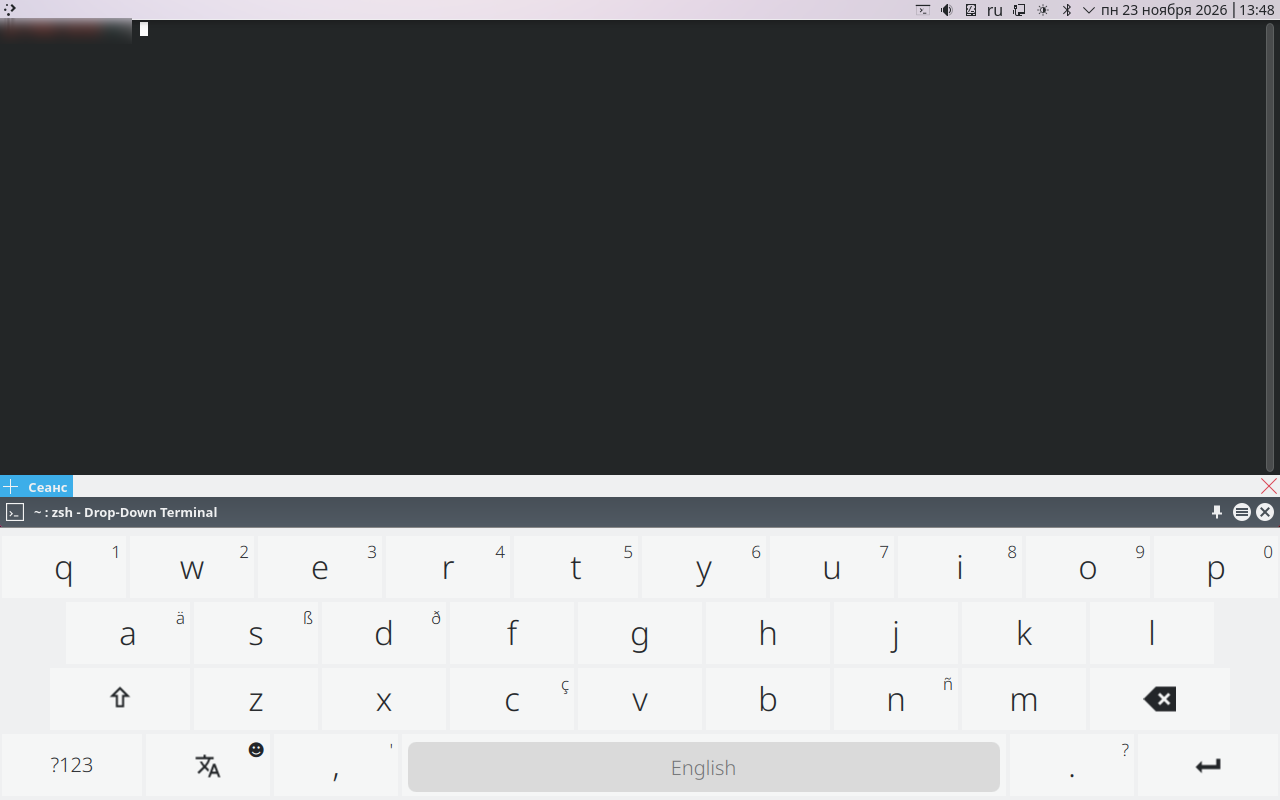 ru пн 23 ноября 2026 | 13:48
Сеанс
~ : zsh - Drop-Down Terminal
q 1 w 2 e 3 r 4 t 5 y 6 u 7 i 8 o 9 p 0
a ä s ß d ð f g h j k l
z x c ç v b n ñ m
?123 , ' English . ?